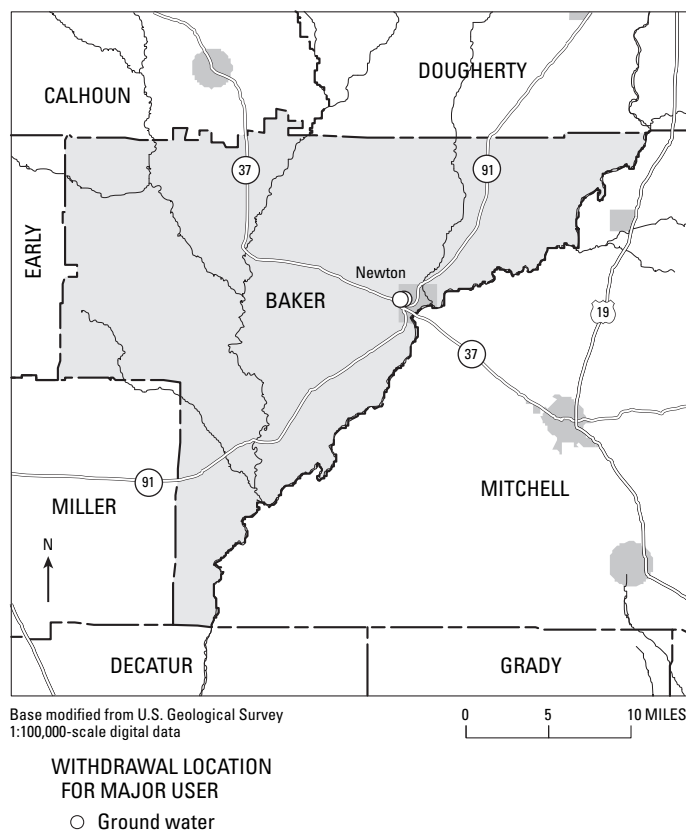 DOUGHERTY
CALHOUN
37
91
EARLY
Newton
BAKER
19
37
91
MITCHELL
MILLER
N
DECATUR
GRADY
Base modified from U.S. Geological Survey
1:100,000-scale digital data
0 5 10 MILES
WITHDRAWAL LOCATION
FOR MAJOR USER
Ground water